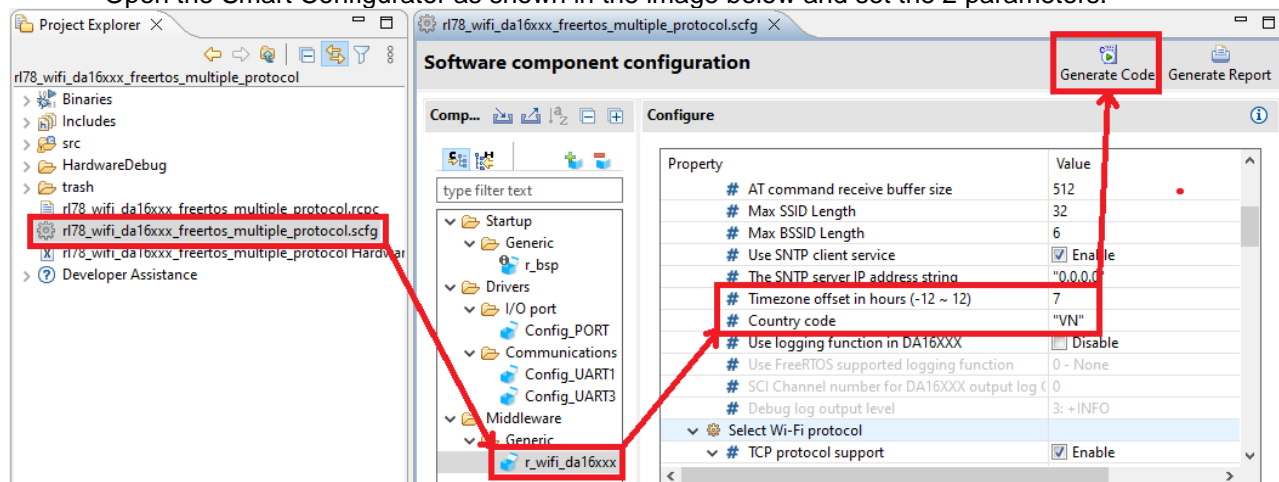 Open the Smart Configurator as shown in the image below and set the 2 parameters.
Project Explorer
rl78_wifi_da16xxx_freertos_multiple_protocol
Binaries
Includes
src
HardwareDebug
trash
rl78_wifi_da16xxx_freertos_multiple_protocol.rcpc
rl78_wifi_da16xxx_freertos_multiple_protocol.scfg
rl78_wifi_da16xxx_freertos_multiple_protocol Hardwar
Developer Assistance
rl78_wifi_da16xxx_freertos_multiple_protocol.scfg
Software component configuration
Generate Code Generate Report
Comp...
type filter text
Startup
Generic
r_bsp
Drivers
I/O port
Config_PORT
Communications
Config_UART1
Config_UART3
Middleware
Generic
r_wifi_da16xxx
Configure
Property Value
# AT command receive buffer size 512
# Max SSID Length 32
# Max BSSID Length 6
# Use SNTP client service Enable
# The SNTP server IP address string "0.0.0.0"
# Timezone offset in hours (-12 ~ 12) 7
# Country code "VN"
# Use logging function in DA16XXX Disable
# Use FreeRTOS supported logging function 0 - None
# SCI Channel number for DA16XXX output log ( 0
# Debug log output level 3: +INFO
Select Wi-Fi protocol
# TCP protocol support Enable